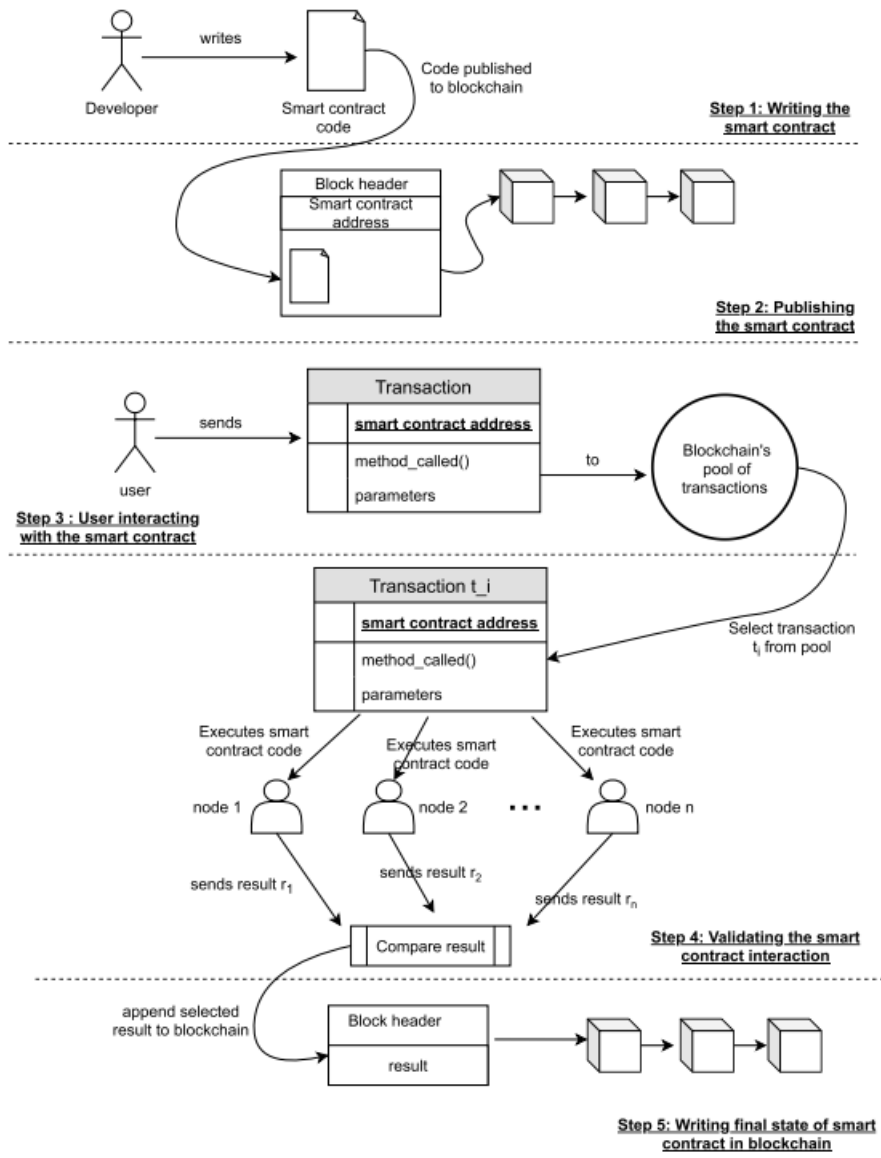 writes
Developer
Smart contract
code
Code published
to blockchain
Step 1: Writing the
smart contract
Block header
Smart contract
address
Step 2: Publishing
the smart contract
user
sends
Transaction
smart contract address
method_called()
parameters
to
Blockchain's
pool of
transactions
Step 3 : User interacting
with the smart contract
Transaction t_i
smart contract address
method_called()
parameters
Select transaction
tᵢ from pool
Executes smart
contract code
Executes smart
contract code
Executes smart
contract code
node 1
node 2
...
node n
sends result r₁
sends result r₂
sends result rₙ
Compare result
Step 4: Validating the smart
contract interaction
append selected
result to blockchain
Block header
result
Step 5: Writing final state of smart
contract in blockchain